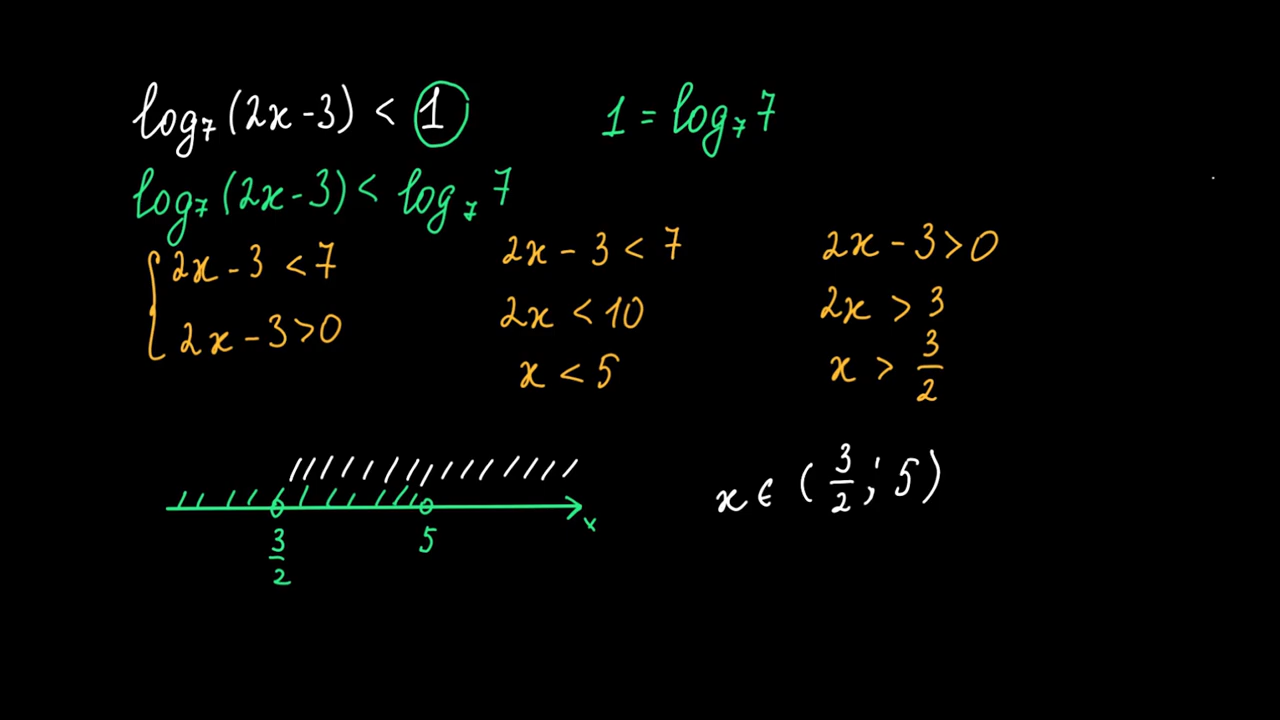 log₇(2x-3) < 1
1 = log₇7
log₇(2x-3) < log₇7
{2x-3 < 7
2x-3 > 0
2x - 3 < 7
2x < 10
x < 5
2x - 3 > 0
2x > 3
x > 3/2
3/2
5
x
x ∈ (3/2; 5)